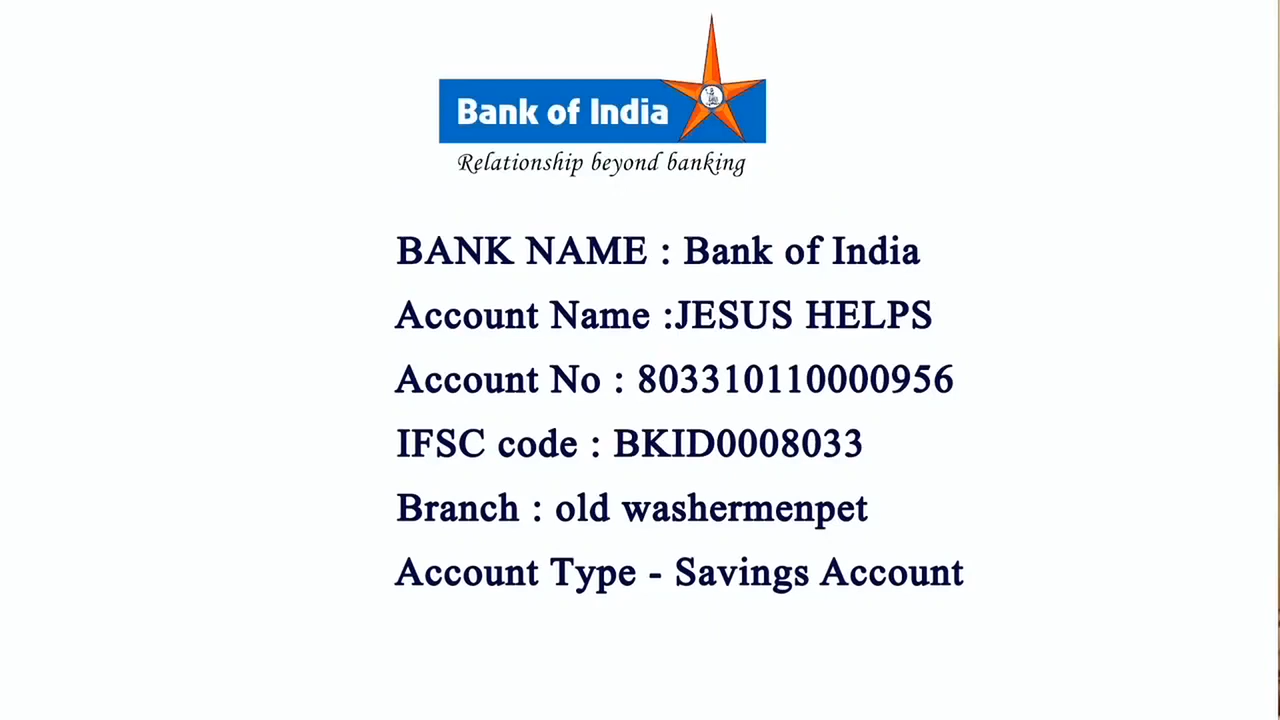 Bank of India
Relationship beyond banking
BANK NAME : Bank of India
Account Name :JESUS HELPS
Account No : 803310110000956
IFSC code : BKID0008033
Branch : old washermenpet
Account Type - Savings Account